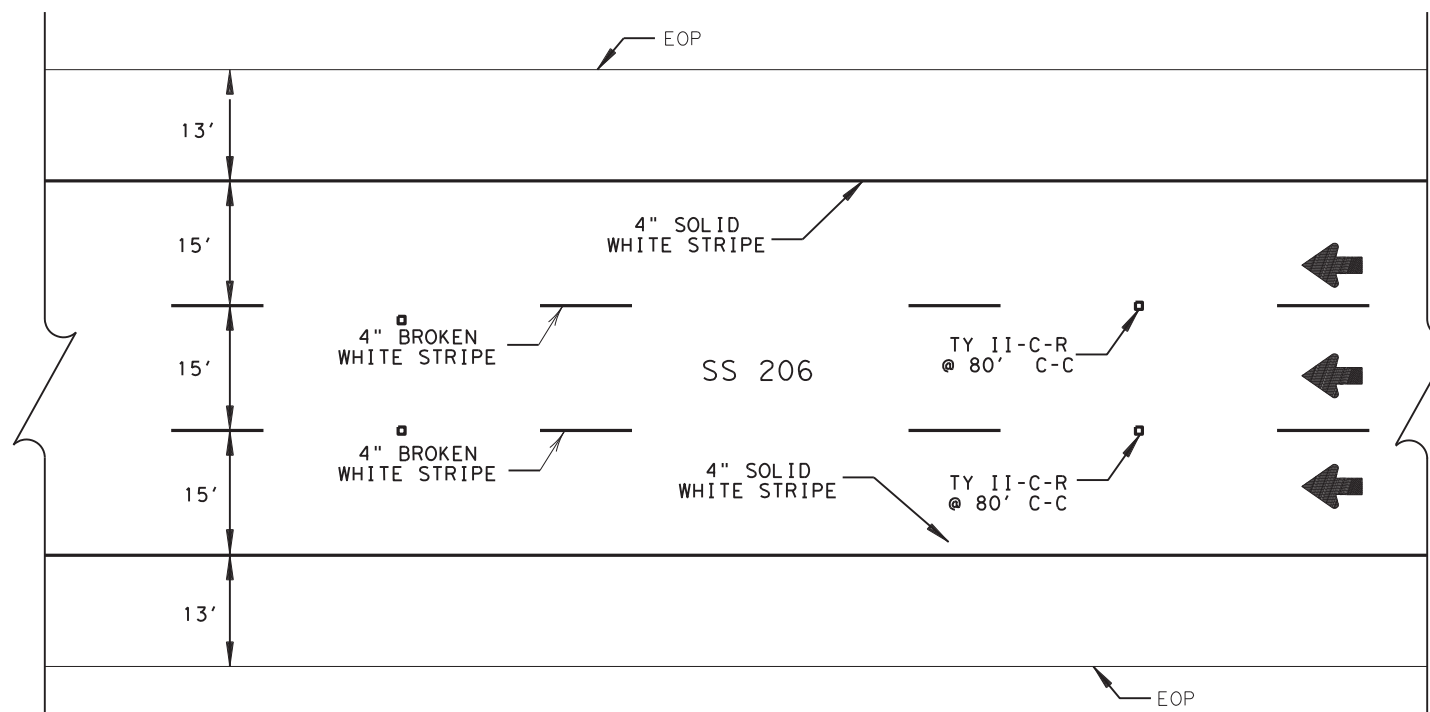 EOP
13'
4" SOLID
WHITE STRIPE
15'
4" BROKEN
WHITE STRIPE
TY II-C-R
@ 80' C-C
15'
SS 206
4" BROKEN
WHITE STRIPE
4" SOLID
WHITE STRIPE
TY II-C-R
@ 80' C-C
15'
13'
EOP